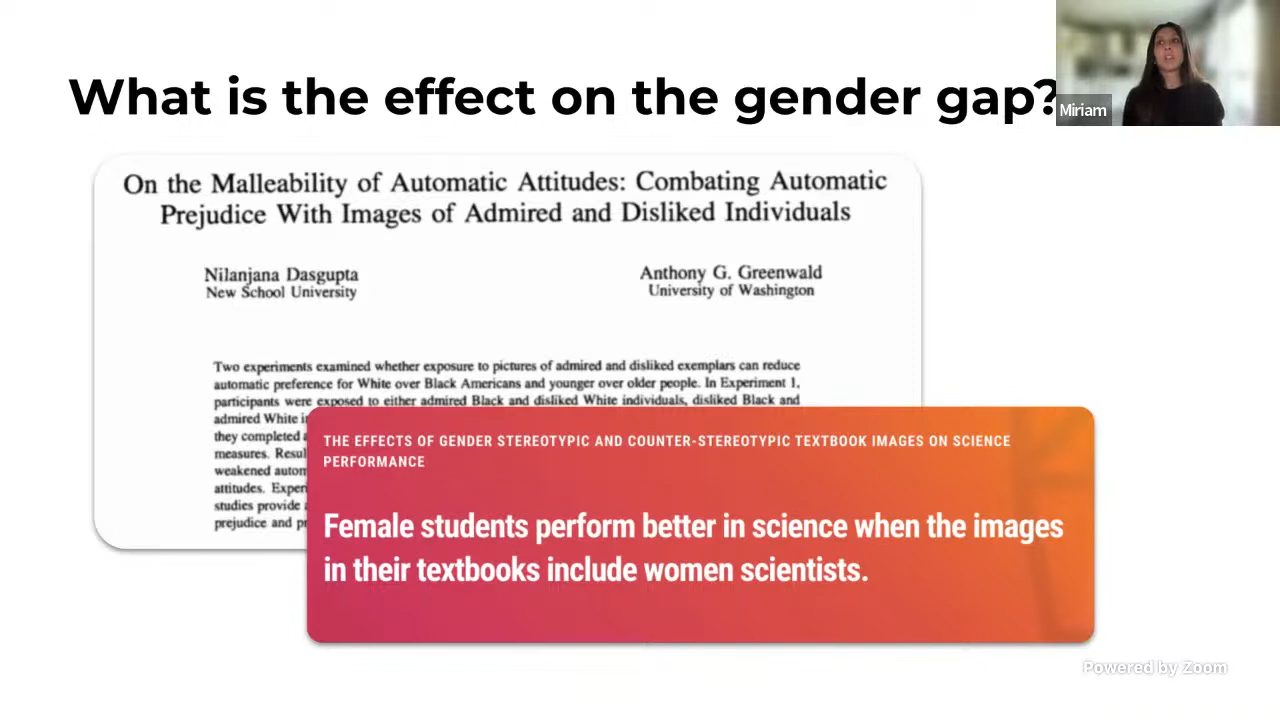 What is the effect on the gender gap?
Miriam
On the Malleability of Automatic Attitudes: Combating Automatic
Prejudice With Images of Admired and Disliked Individuals
Nilanjana Dasgupta
New School University
Anthony G. Greenwald
University of Washington
Two experiments examined whether exposure to pictures of admired and disliked exemplars can reduce
automatic preference for White over Black Americans and younger over older people. In Experiment 1,
participants were exposed to either admired Black and disliked White individuals, disliked Black and
admired White
they completed
measures.
weakened
attitudes.
studies provide
prejudice and
THE EFFECTS OF GENDER STEREOTYPIC AND COUNTER-STEREOTYPIC TEXTBOOK IMAGES ON SCIENCE
PERFORMANCE
Female students perform better in science when the images
in their textbooks include women scientists.
Powered by Zoom